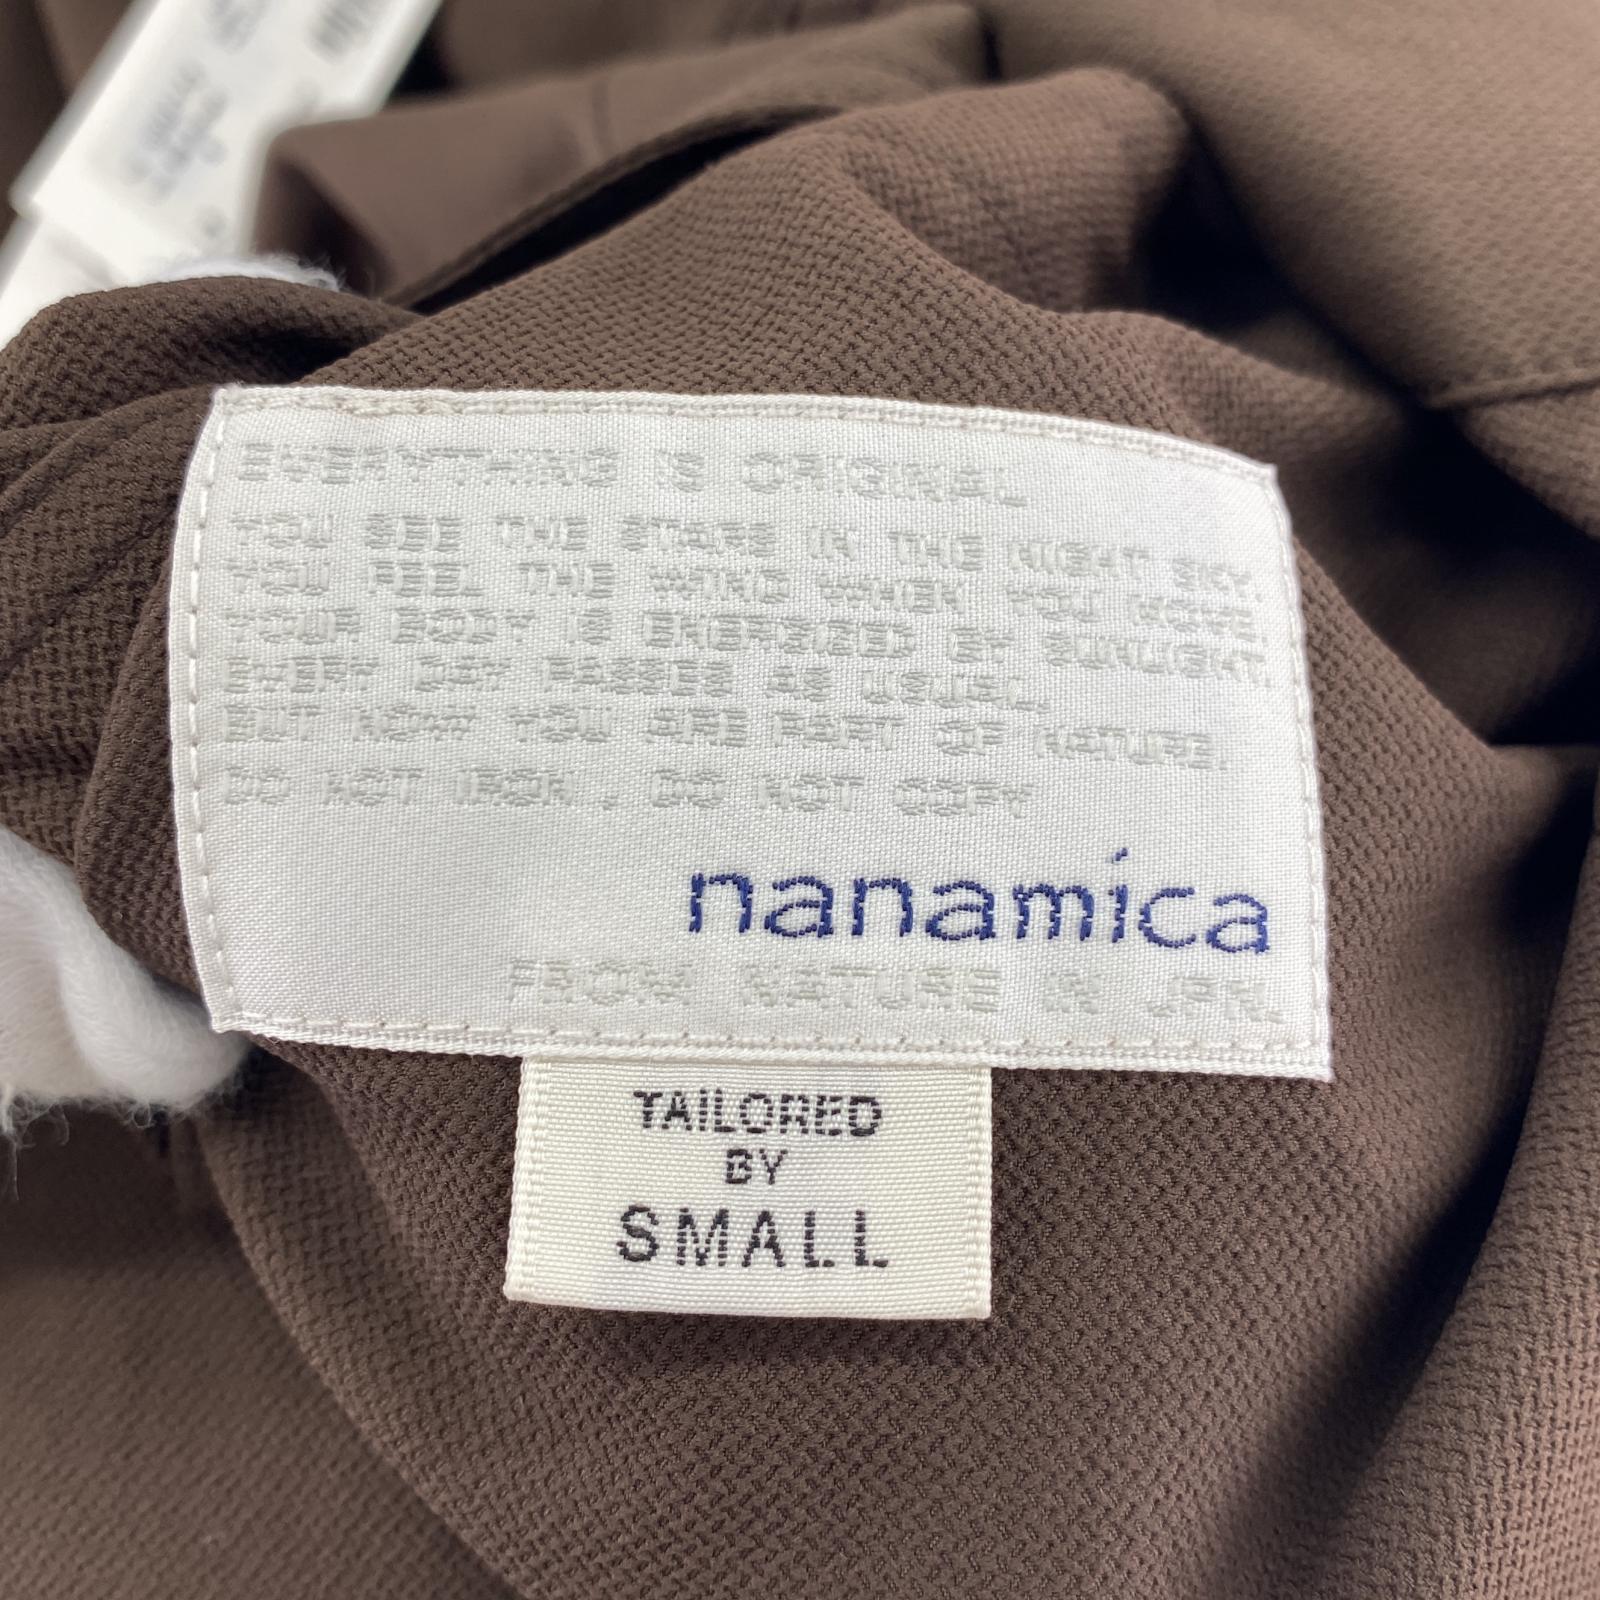 EVERYTHING IS ORIGINAL
YOU SEE THE STARS IN THE NIGHT SKY.
YOU FEEL THE WIND WHEN YOU MOVE.
YOUR BODY IS ENERGIZED BY SUNLIGHT.
EVERY DAY PASSES AS USUAL
BUT NOW YOU ARE PART OF NATURE.
DO NOT IRON, DO NOT COPY
nanamica
FROM NATURE IN JPN.
TAILORED
BY
SMALL